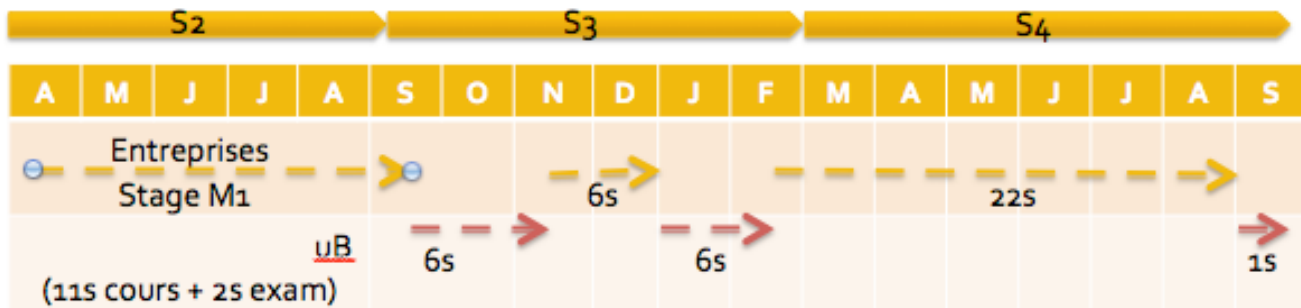 S2 S3 S4
A M J J A S O N D J F M A M J J A S
Entreprises
Stage M1 6s 22s
uB 6s 6s 1s
(11s cours + 2s exam)